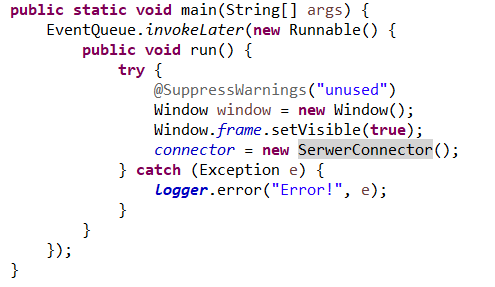 public static void main(String[] args) {
    EventQueue.invokeLater(new Runnable() {
        public void run() {
            try {
                @SuppressWarnings("unused")
                Window window = new Window();
                Window.frame.setVisible(true);
                connector = new SerwerConnector();
            } catch (Exception e) {
                logger.error("Error!", e);
            }
        }
    });
}